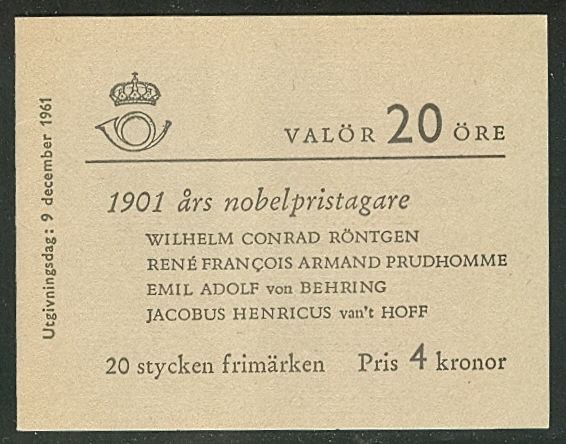 Utgivningsdag: 9 december 1961
VALÖR 20 ÖRE
1901 års nobelpristagare
WILHELM CONRAD RÖNTGEN
RENÉ FRANÇOIS ARMAND PRUDHOMME
EMIL ADOLF von BEHRING
JACOBUS HENRICUS van't HOFF
20 stycken frimärken Pris 4 kronor